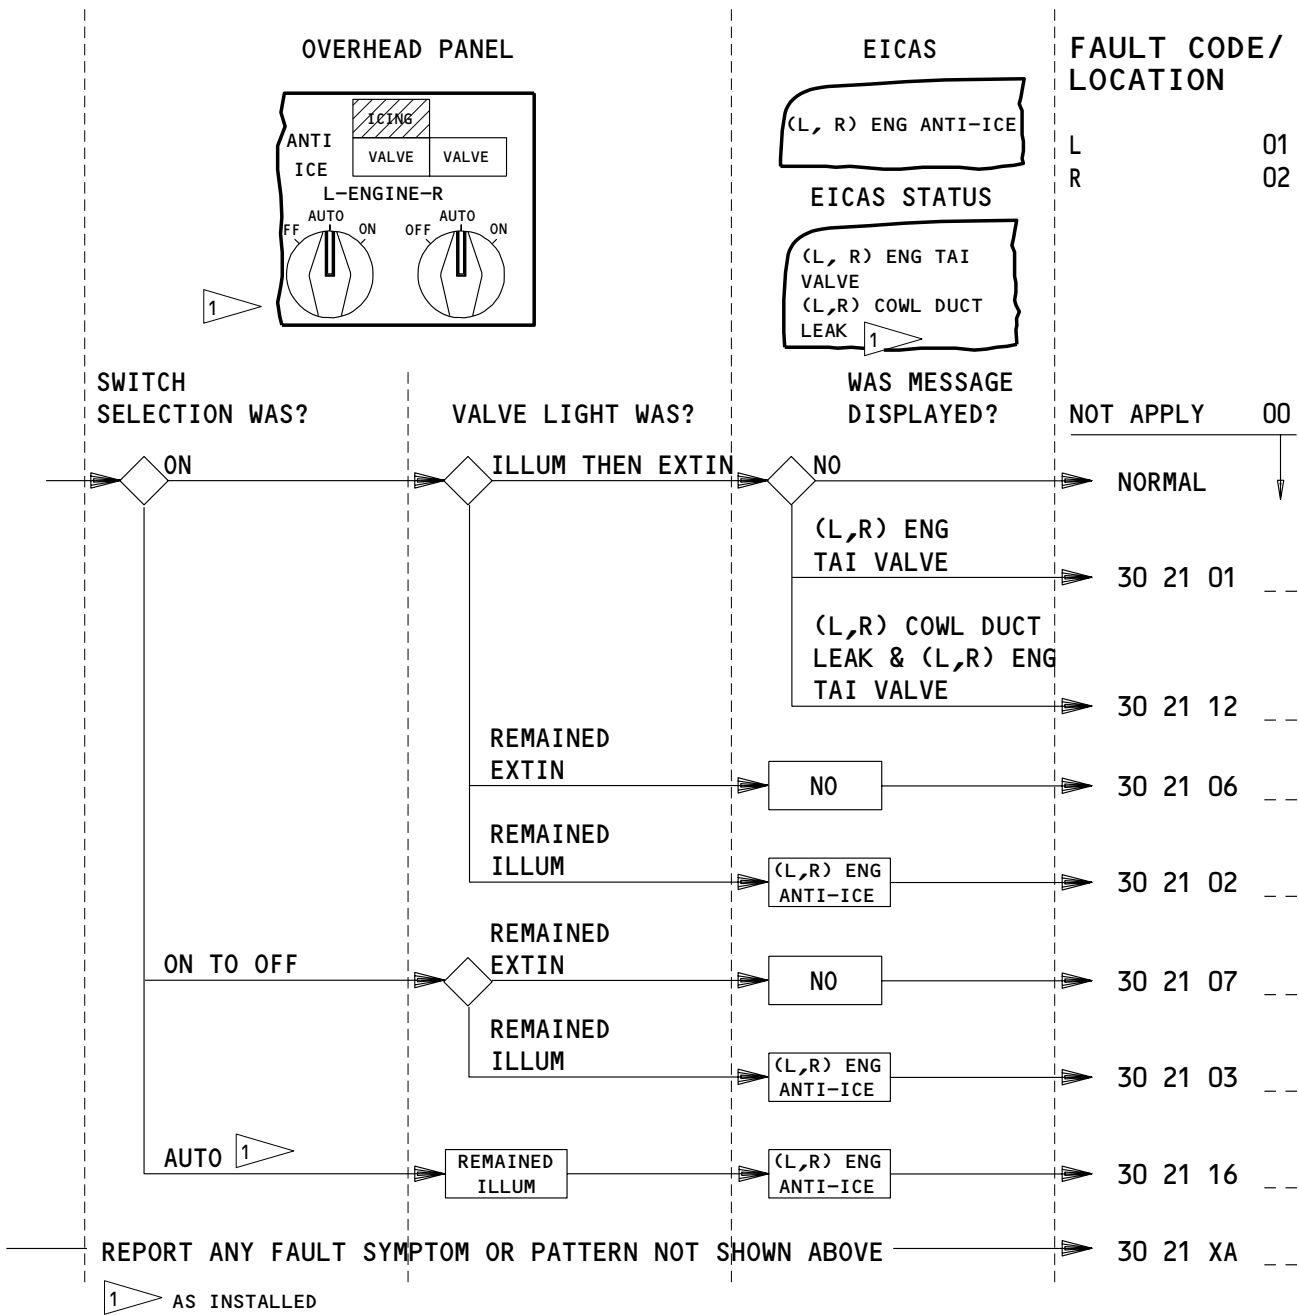 OVERHEAD PANEL
EICAS
FAULT CODE/
LOCATION
ICING
ANTI
ICE
VALVE VALVE
L-ENGINE-R
AUTO AUTO
FF ON OFF ON
1
(L, R) ENG ANTI-ICE
EICAS STATUS
(L, R) ENG TAI
VALVE
(L,R) COWL DUCT
LEAK 1
L 01
R 02
SWITCH
SELECTION WAS?
VALVE LIGHT WAS?
WAS MESSAGE
DISPLAYED?
NOT APPLY 00
ON
ILLUM THEN EXTIN
NO
NORMAL
(L,R) ENG
TAI VALVE
30 21 01 _ _
(L,R) COWL DUCT
LEAK & (L,R) ENG
TAI VALVE
30 21 12 _ _
REMAINED
EXTIN
NO
30 21 06 _ _
REMAINED
ILLUM
(L,R) ENG
ANTI-ICE
30 21 02 _ _
ON TO OFF
REMAINED
EXTIN
NO
30 21 07 _ _
REMAINED
ILLUM
(L,R) ENG
ANTI-ICE
30 21 03 _ _
AUTO 1
REMAINED
ILLUM
(L,R) ENG
ANTI-ICE
30 21 16 _ _
REPORT ANY FAULT SYMPTOM OR PATTERN NOT SHOWN ABOVE
30 21 XA _ _
1 AS INSTALLED